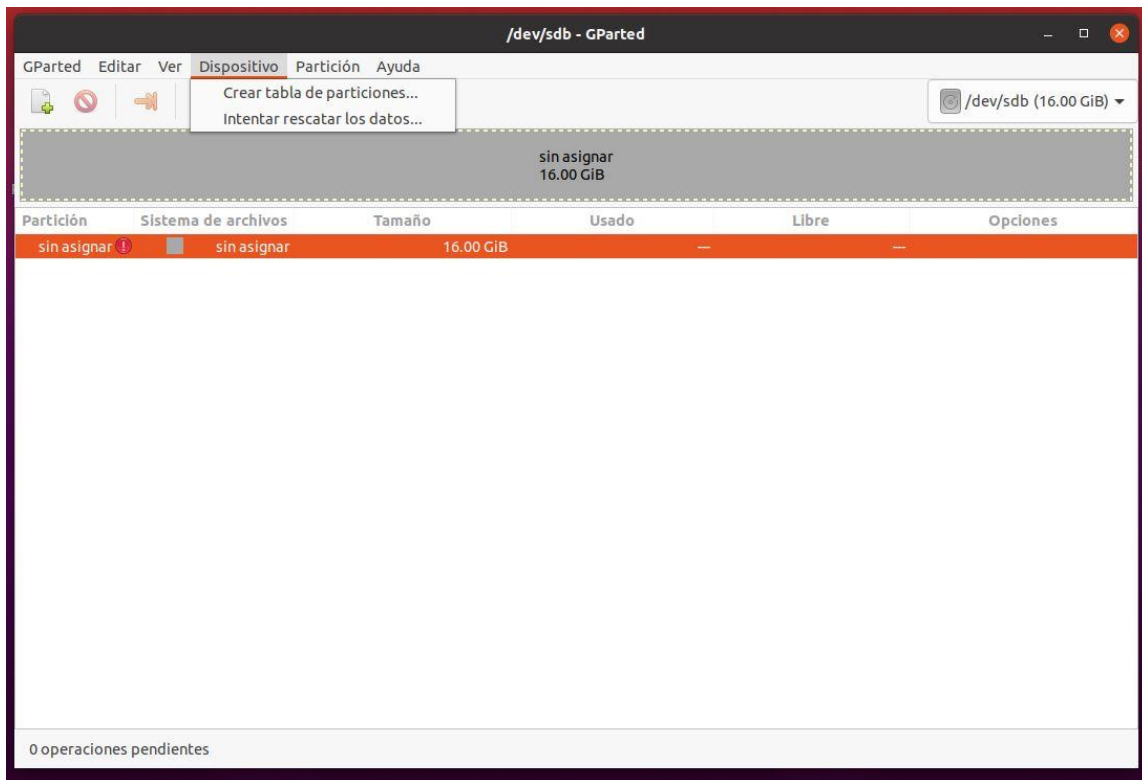 /dev/sdb - GParted
GParted Editar Ver Dispositivo Partición Ayuda
Crear tabla de particiones...
Intentar rescatar los datos...
/dev/sdb (16.00 GiB)
sin asignar
16.00 GiB
Partición Sistema de archivos Tamaño Usado Libre Opciones
sin asignar sin asignar 16.00 GiB --- ---
0 operaciones pendientes